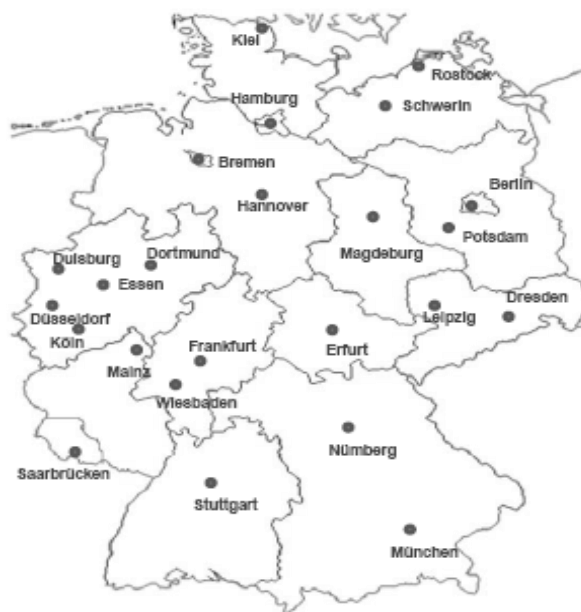 Kiel
Rostock
Hamburg
Schwerin
Bremen
Berlin
Hannover
Potsdam
Magdeburg
Duisburg
Dortmund
Essen
Dresden
Düsseldorf
Leipzig
Köln
Frankfurt
Erfurt
Mainz
Wiesbaden
Nürnberg
Saarbrücken
Stuttgart
München